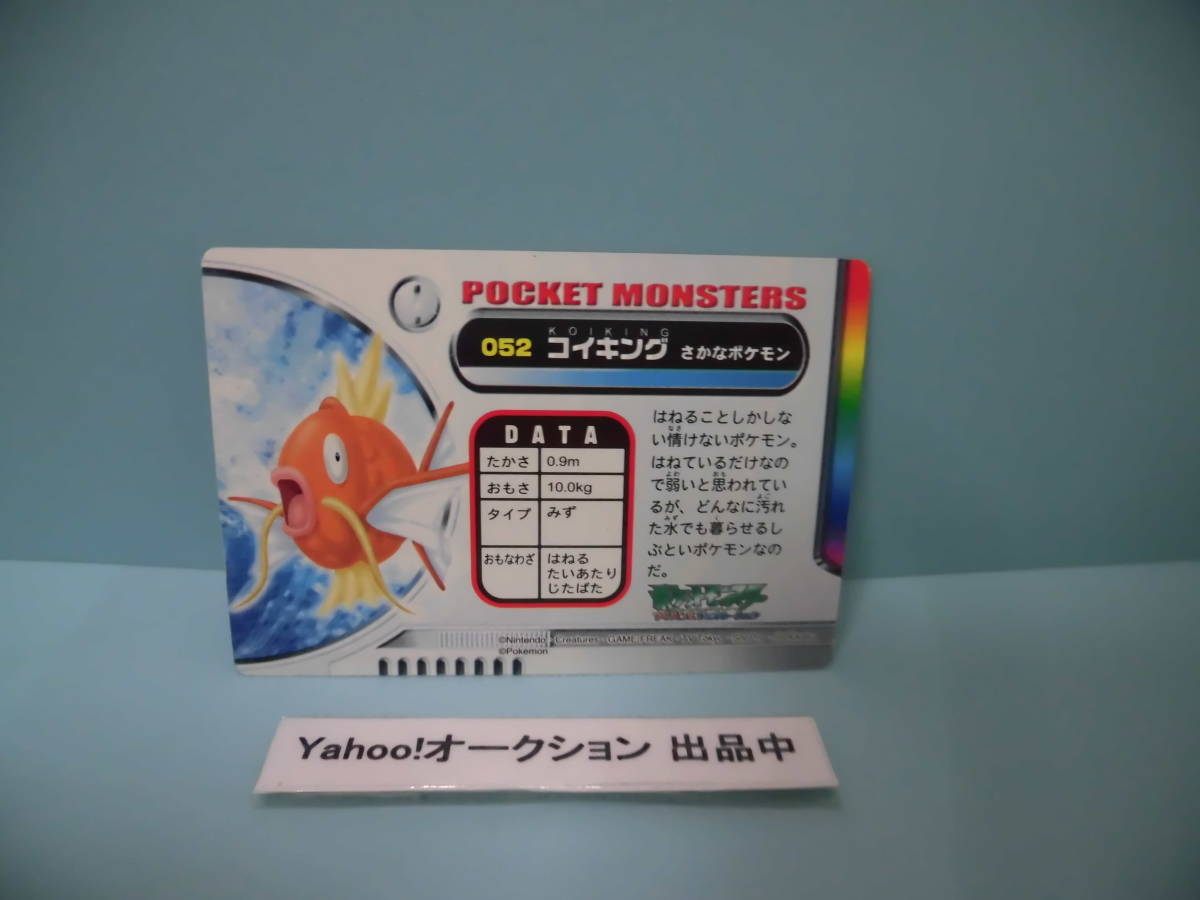 POCKET MONSTERS
KOIKING
052 コイキング さかなポケモン
DATA
たかさ 0.9m
おもさ 10.0kg
タイプ みず
おもなわざ はねる
たいあたり
じたばた
はねることしかしな
い情けないポケモン。
はねているだけなの
で弱いと思われてい
るが、どんなに汚れ
た水でも暮らせるし
ぶといポケモンなの
だ。
©Nintendo・Creatures・GAME FREAK・TV Tokyo
©Pokémon
Yahoo!オークション 出品中